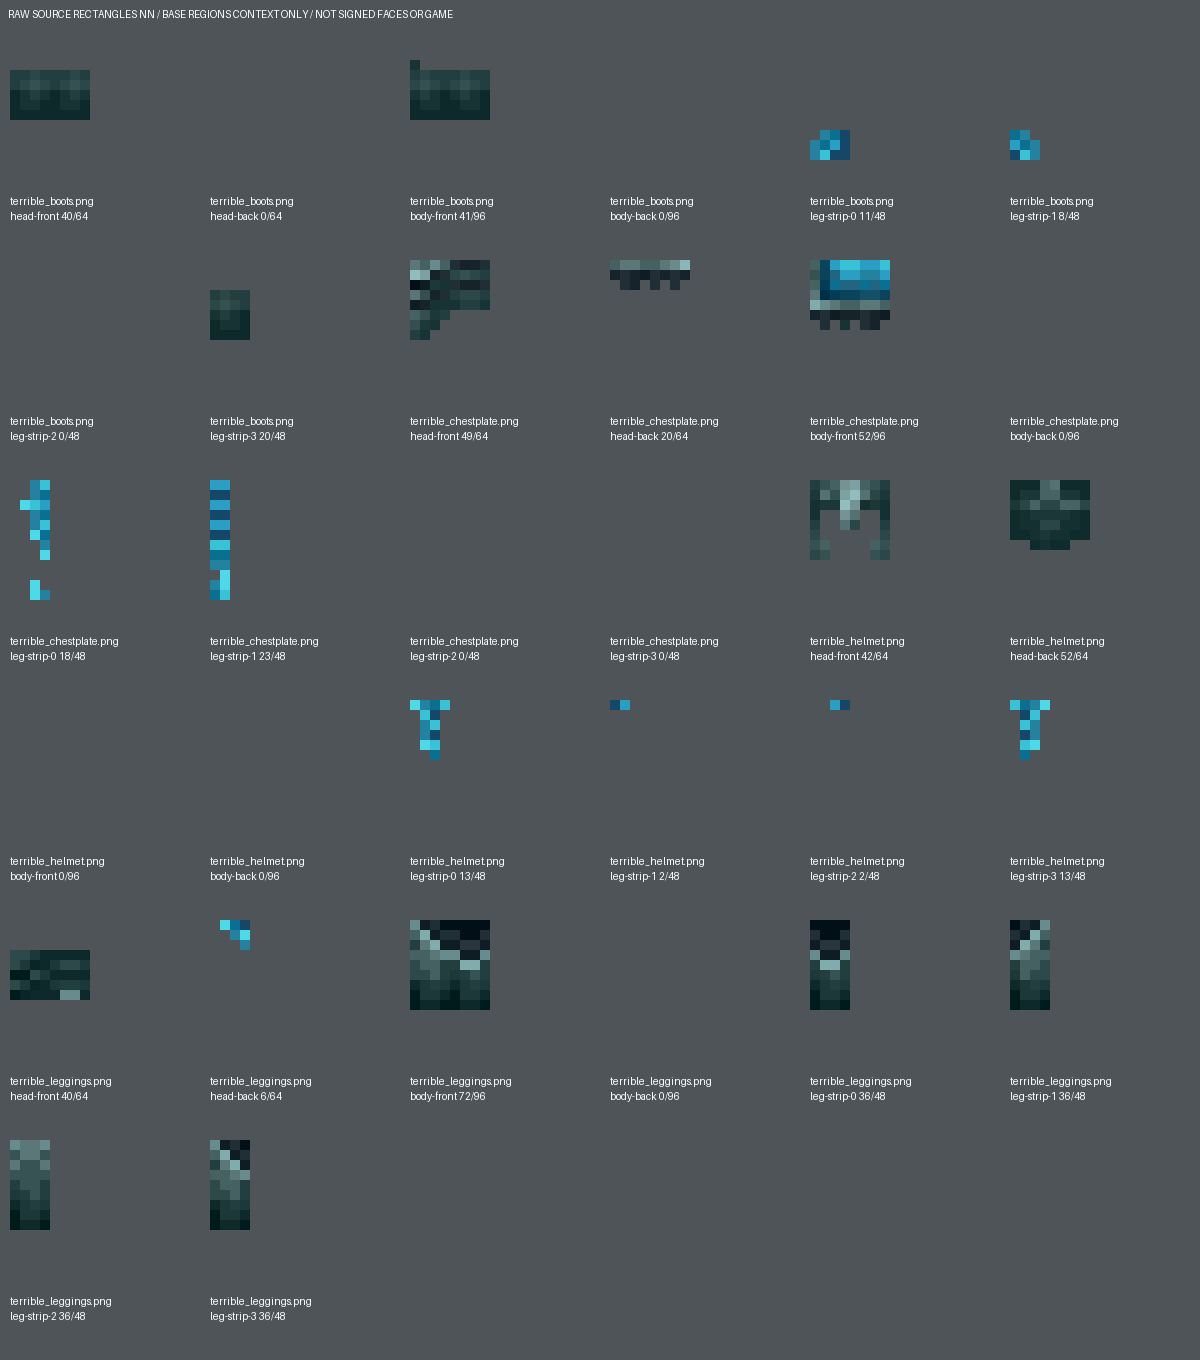 RAW SOURCE RECTANGLES NN / BASE REGIONS CONTEXT ONLY / NOT SIGNED FACES OR GAME
terrible_boots.png
head-front 40/64
terrible_boots.png
head-back 0/64
terrible_boots.png
body-front 41/96
terrible_boots.png
body-back 0/96
terrible_boots.png
leg-strip-0 11/48
terrible_boots.png
leg-strip-1 8/48
terrible_boots.png
leg-strip-2 0/48
terrible_boots.png
leg-strip-3 20/48
terrible_chestplate.png
head-front 49/64
terrible_chestplate.png
head-back 20/64
terrible_chestplate.png
body-front 52/96
terrible_chestplate.png
body-back 0/96
terrible_chestplate.png
leg-strip-0 18/48
terrible_chestplate.png
leg-strip-1 23/48
terrible_chestplate.png
leg-strip-2 0/48
terrible_chestplate.png
leg-strip-3 0/48
terrible_helmet.png
head-front 42/64
terrible_helmet.png
head-back 52/64
terrible_helmet.png
body-front 0/96
terrible_helmet.png
body-back 0/96
terrible_helmet.png
leg-strip-0 13/48
terrible_helmet.png
leg-strip-1 2/48
terrible_helmet.png
leg-strip-2 2/48
terrible_helmet.png
leg-strip-3 13/48
terrible_leggings.png
head-front 40/64
terrible_leggings.png
head-back 6/64
terrible_leggings.png
body-front 72/96
terrible_leggings.png
body-back 0/96
terrible_leggings.png
leg-strip-0 36/48
terrible_leggings.png
leg-strip-1 36/48
terrible_leggings.png
leg-strip-2 36/48
terrible_leggings.png
leg-strip-3 36/48